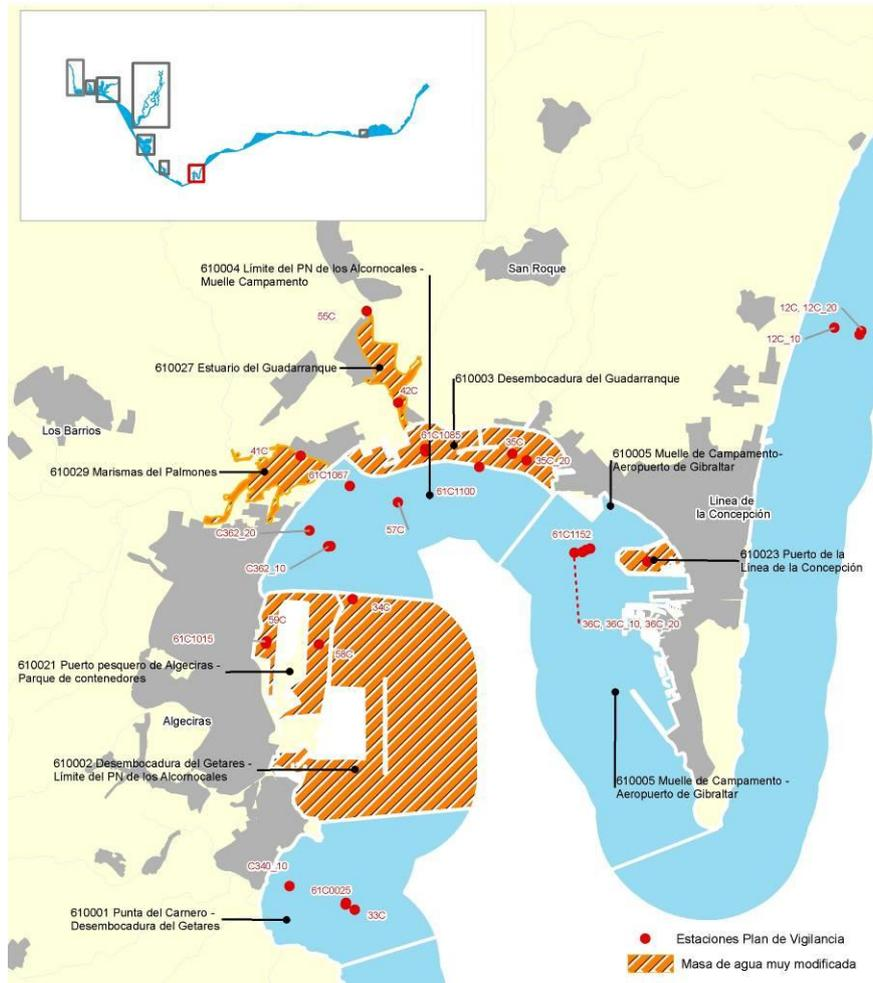 610004 Límite del PN de los Alcornocales -
Muelle Campamento
San Roque
12C, 12C_20
12C_10
55C
610027 Estuario del Guadarranque
610003 Desembocadura del Guadarranque
42C
Los Barrios
41C
61C1085
35C
35C_20
610005 Muelle de Campamento-
Aeropuerto de Gibraltar
610029 Marismas del Palmones
61C1067
61C1100
Linea de
la Concepción
57C
C362_20
61C1152
610023 Puerto de la
Línea de la Concepción
C362_10
34C
59C
36C, 36C_10, 36C_20
61C1015
58C
610021 Puerto pesquero de Algeciras -
Parque de contenedores
Algeciras
610002 Desembocadura del Getares -
Límite del PN de los Alcornocales
610005 Muelle de Campamento -
Aeropuerto de Gibraltar
C340_10
61C0025
33C
610001 Punta del Carnero -
Desembocadura del Getares
Estaciones Plan de Vigilancia
Masa de agua muy modificada